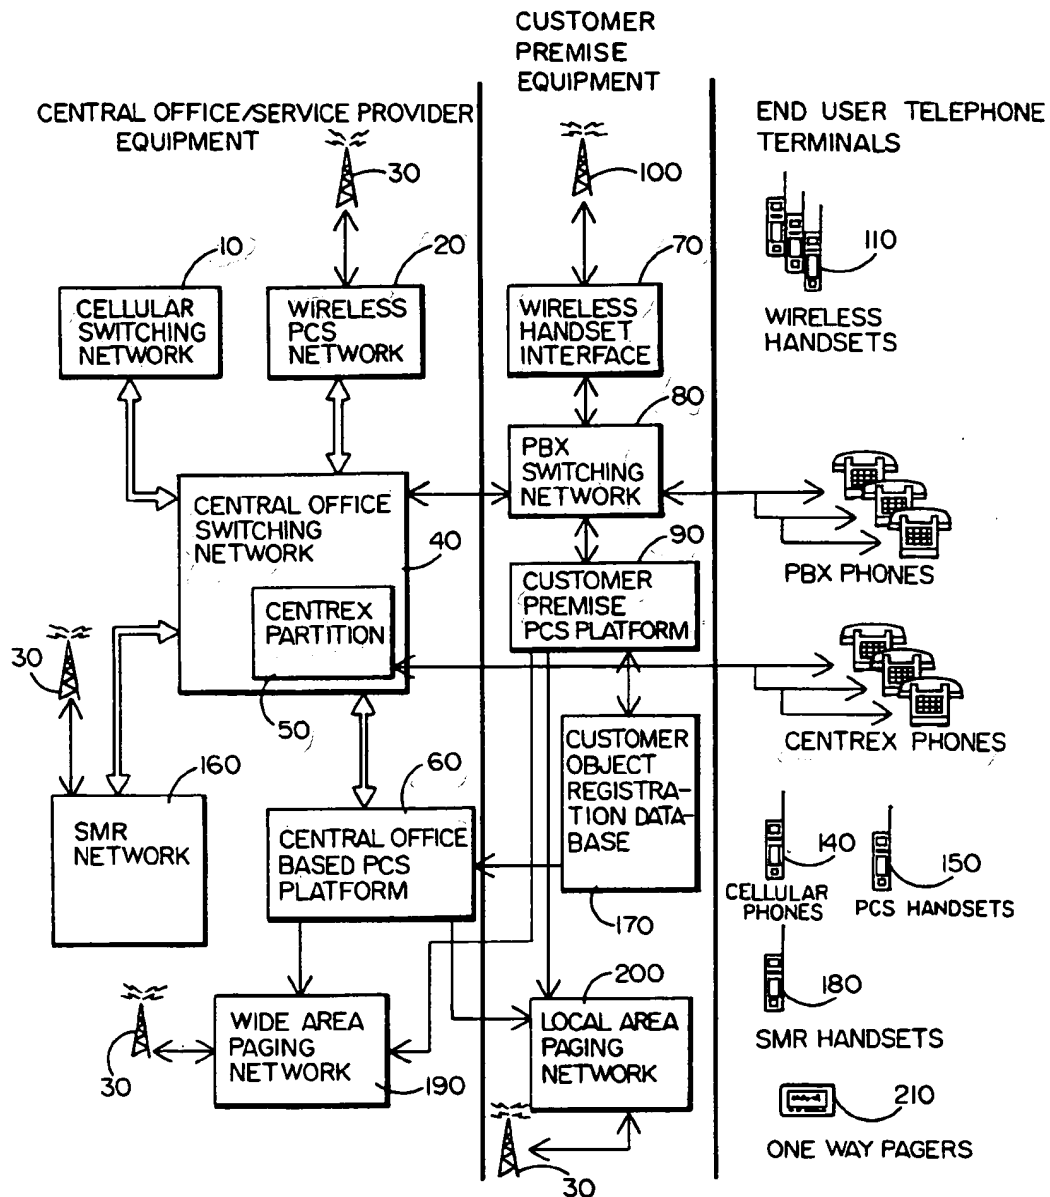 CUSTOMER
PREMISE
EQUIPMENT
CENTRAL OFFICE/SERVICE PROVIDER
EQUIPMENT
END USER TELEPHONE
TERMINALS
30
100
110
10
20
70
CELLULAR
SWITCHING
NETWORK
WIRELESS
PCS
NETWORK
WIRELESS
HANDSET
INTERFACE
WIRELESS
HANDSETS
80
PBX
SWITCHING
NETWORK
CENTRAL OFFICE
SWITCHING
NETWORK
40
90
PBX PHONES
CENTREX
PARTITION
CUSTOMER
PREMISE
PCS PLATFORM
30
50
CENTREX PHONES
160
60
CUSTOMER
OBJECT
REGISTRA-
TION DATA-
BASE
SMR
NETWORK
CENTRAL OFFICE
BASED PCS
PLATFORM
140
150
CELLULAR
PHONES
PCS HANDSETS
170
180
200
SMR HANDSETS
WIDE AREA
PAGING
NETWORK
LOCAL AREA
PAGING
NETWORK
30
190
210
ONE WAY PAGERS
30